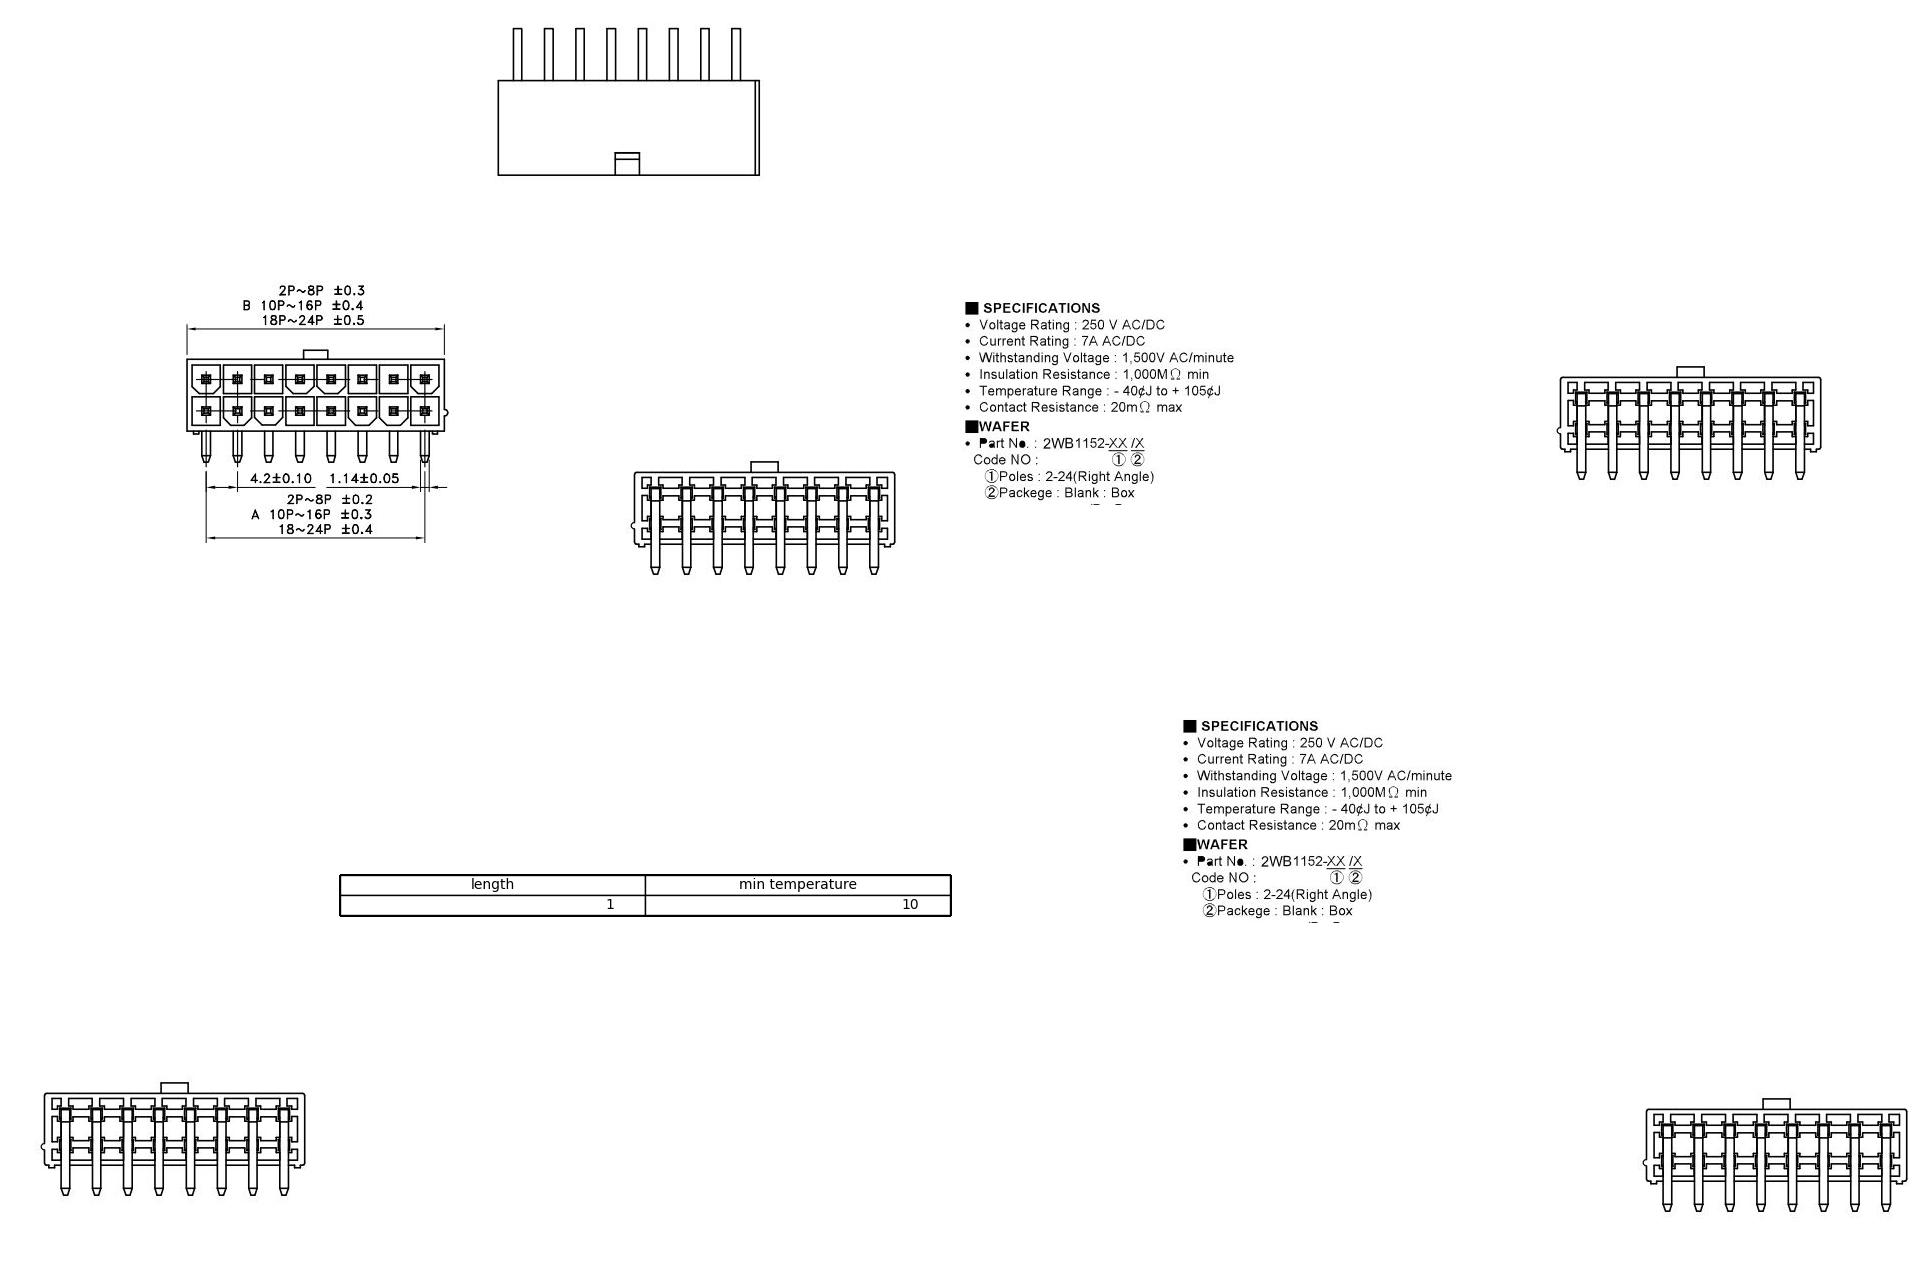 2P~8P ±0.3
B 10P~16P ±0.4
18P~24P ±0.5
4.2±0.10 1.14±0.05
2P~8P ±0.2
A 10P~16P ±0.3
18~24P ±0.4
■ SPECIFICATIONS
• Voltage Rating : 250 V AC/DC
• Current Rating : 7A AC/DC
• Withstanding Voltage : 1,500V AC/minute
• Insulation Resistance : 1,000MΩ min
• Temperature Range : - 40¢J to + 105¢J
• Contact Resistance : 20mΩ max
■WAFER
• Part No. : 2WB1152-XX /X
Code NO : ① ②
①Poles : 2-24(Right Angle)
②Packege : Blank : Box
■ SPECIFICATIONS
• Voltage Rating : 250 V AC/DC
• Current Rating : 7A AC/DC
• Withstanding Voltage : 1,500V AC/minute
• Insulation Resistance : 1,000MΩ min
• Temperature Range : - 40¢J to + 105¢J
• Contact Resistance : 20mΩ max
■WAFER
• Part No. : 2WB1152-XX /X
Code NO : ① ②
①Poles : 2-24(Right Angle)
②Packege : Blank : Box
length min temperature
1 10